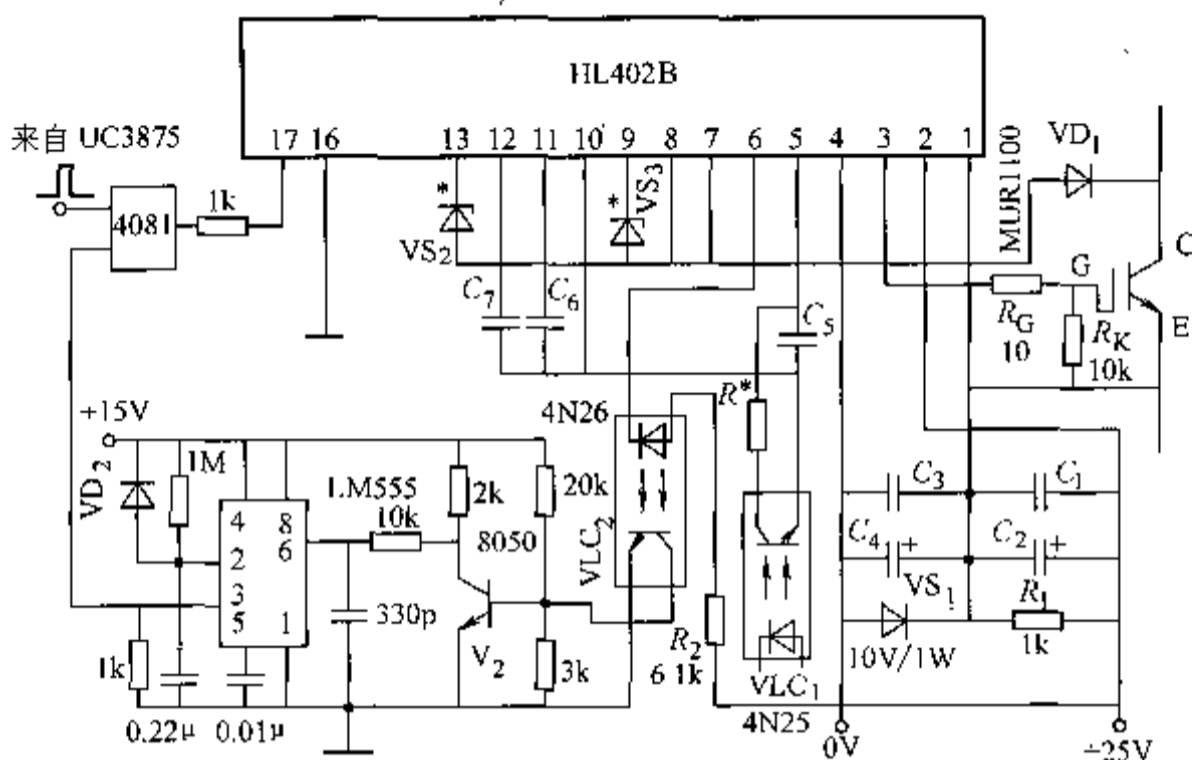 HL402B
来自 UC3875
17 16 13 12 11 10 9 8 7 6 5 4 3 2 1
4081
1k
*
VS2
*
VS3
MUR1100
VD1
C7
C6
C5
G
C
E
RG
10
RK
10k
R*
4N26
+15V
VD2
1M
LM555
10k
2k
20k
8050
VLC2
4
8
2
6
3
5
1
330p
V2
3k
1k
0.22μ
0.01μ
R2
6.1k
VLC1
4N25
C3
C1
C4
+
C2
+
VS1
R1
10V/1W
1k
0V
+25V